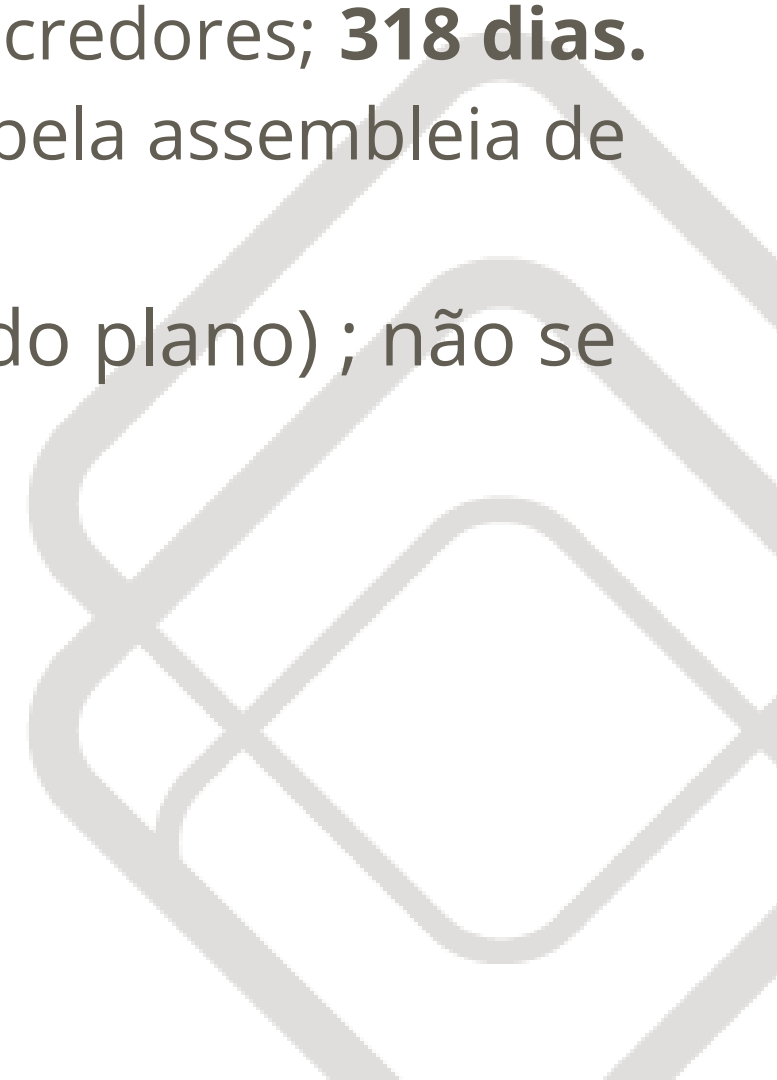 credores; 318 dias.
pela assembleia de
do plano) ; não se